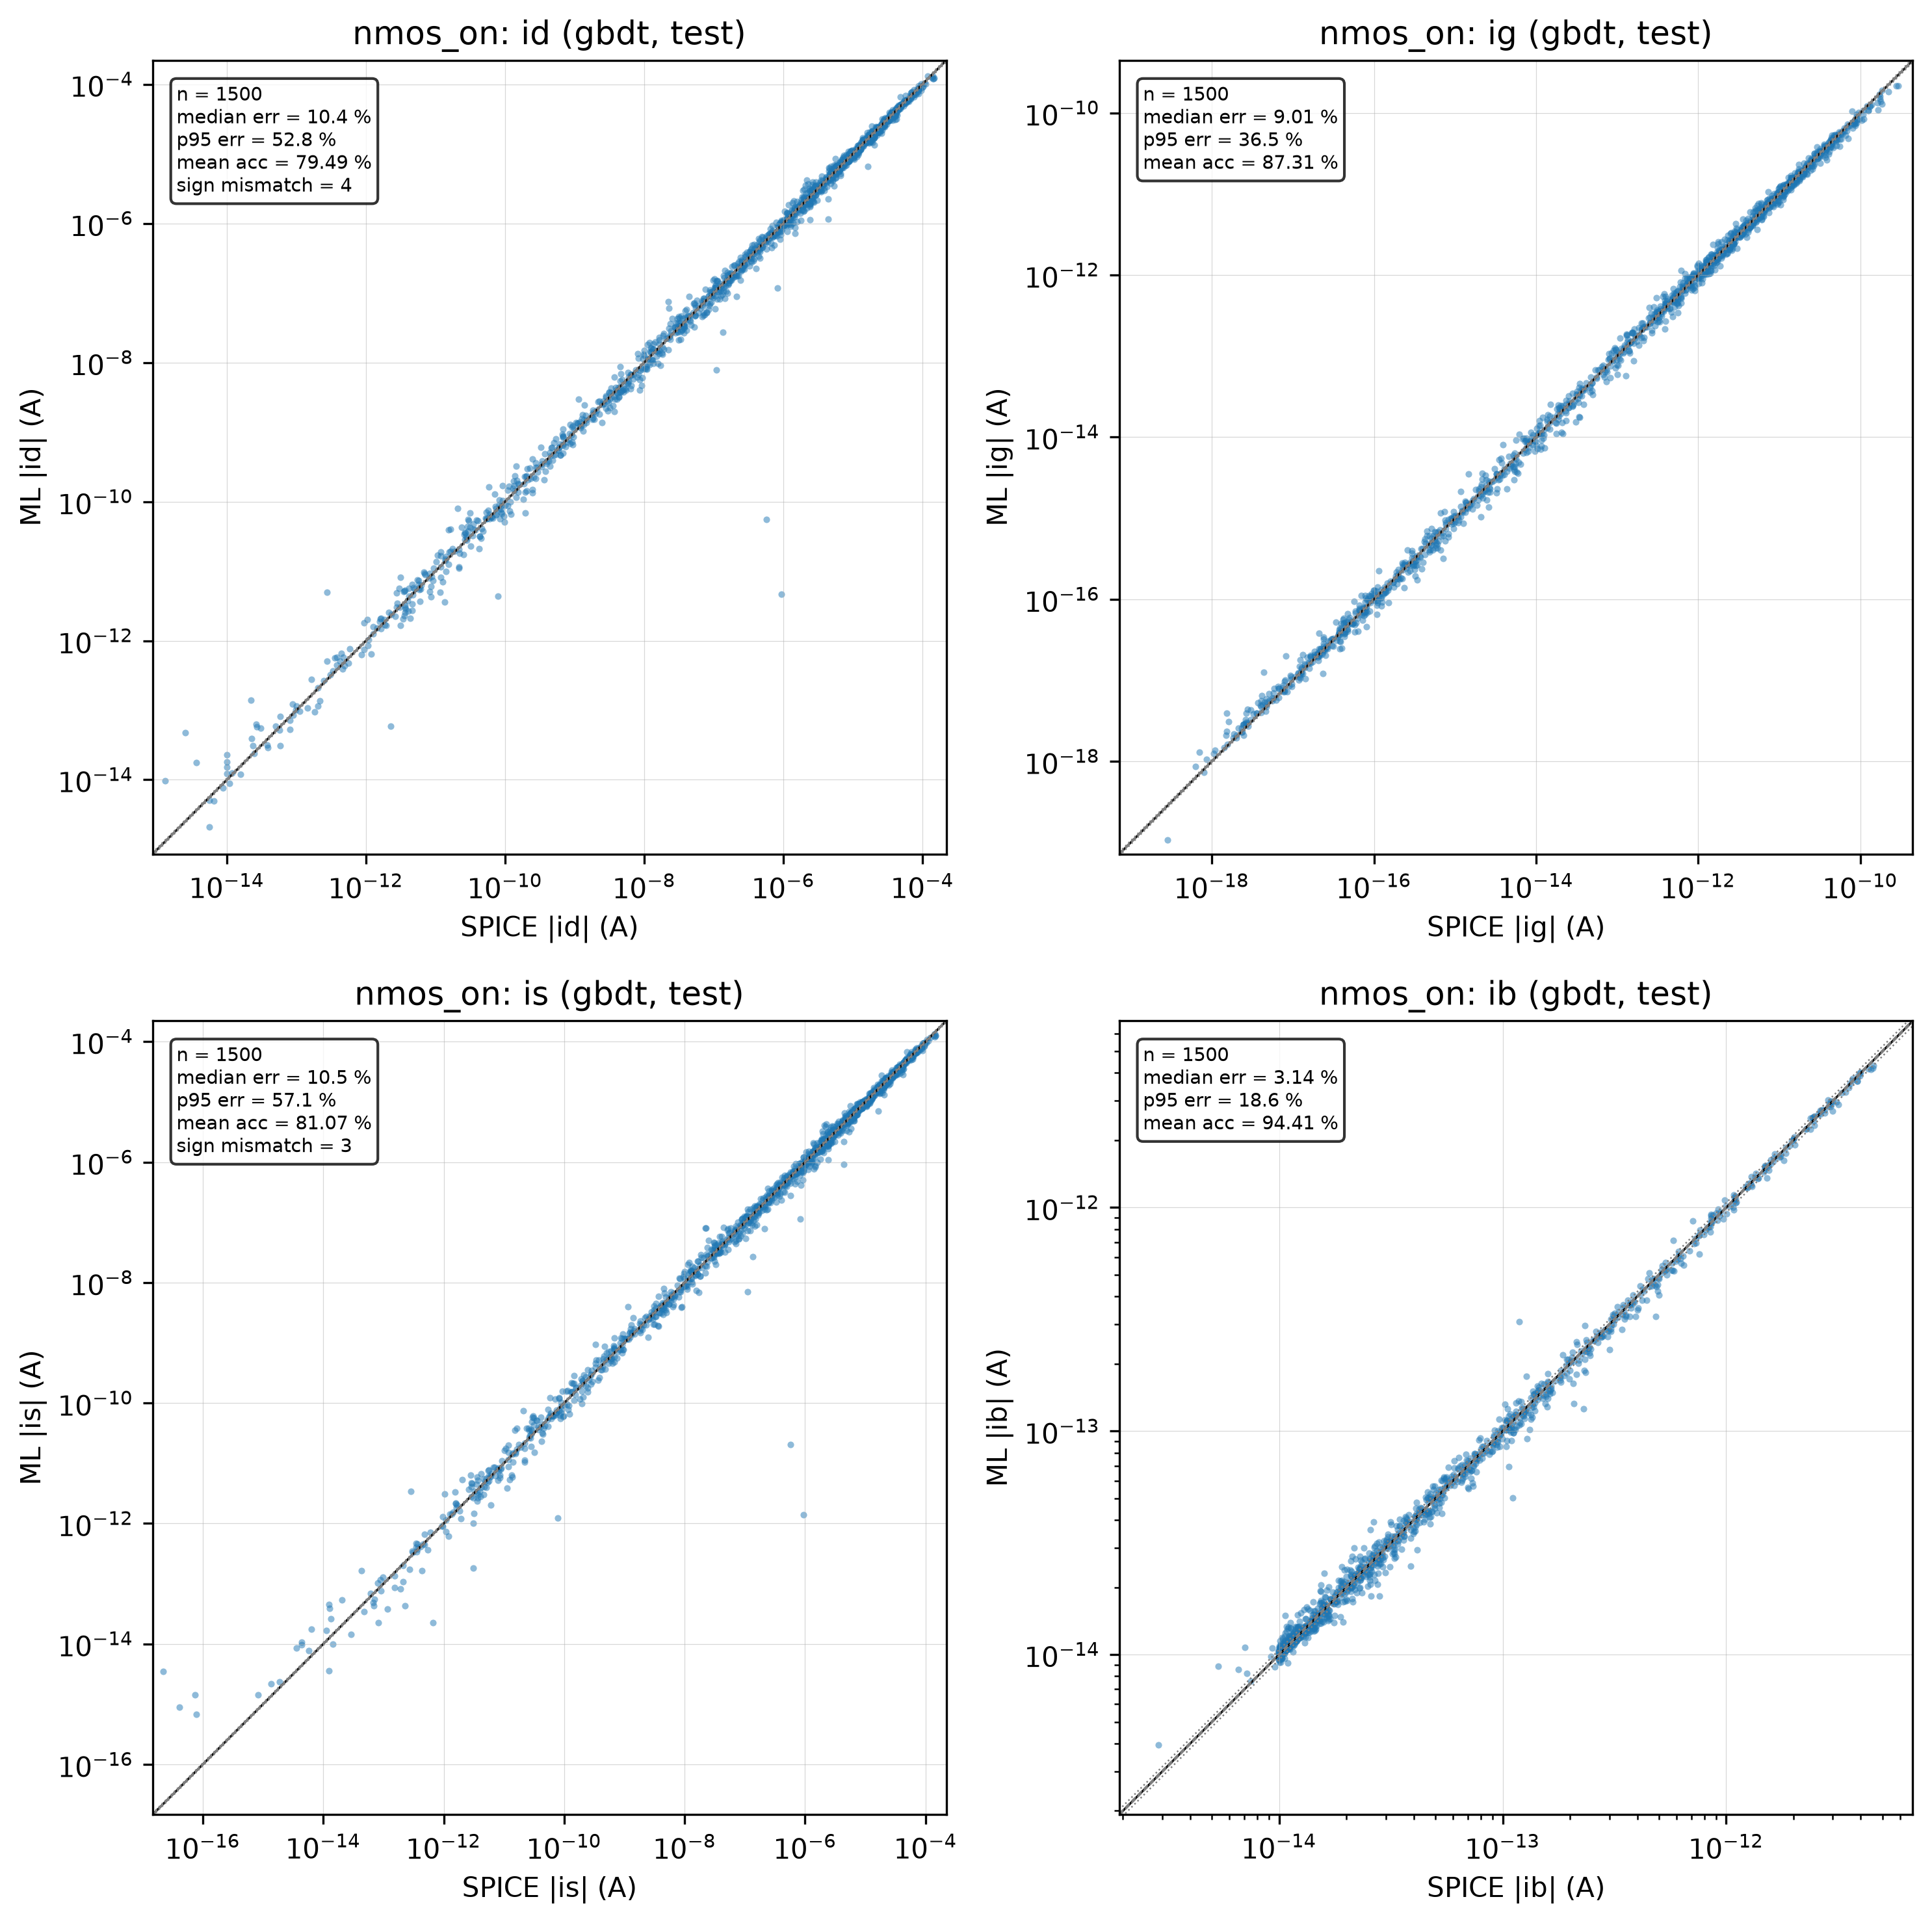 nmos_on: id (gbdt, test)
n = 1500
median err = 10.4 %
p95 err = 52.8 %
mean acc = 79.49 %
sign mismatch = 4
10⁻⁴
10⁻⁶
10⁻⁸
10⁻¹⁰
10⁻¹²
10⁻¹⁴
ML |id| (A)
10⁻¹⁴ 10⁻¹² 10⁻¹⁰ 10⁻⁸ 10⁻⁶ 10⁻⁴
SPICE |id| (A)
nmos_on: ig (gbdt, test)
n = 1500
median err = 9.01 %
p95 err = 36.5 %
mean acc = 87.31 %
10⁻¹⁰
10⁻¹²
10⁻¹⁴
10⁻¹⁶
10⁻¹⁸
ML |ig| (A)
10⁻¹⁸ 10⁻¹⁶ 10⁻¹⁴ 10⁻¹² 10⁻¹⁰
SPICE |ig| (A)
nmos_on: is (gbdt, test)
n = 1500
median err = 10.5 %
p95 err = 57.1 %
mean acc = 81.07 %
sign mismatch = 3
10⁻⁴
10⁻⁶
10⁻⁸
10⁻¹⁰
10⁻¹²
10⁻¹⁴
10⁻¹⁶
ML |is| (A)
10⁻¹⁶ 10⁻¹⁴ 10⁻¹² 10⁻¹⁰ 10⁻⁸ 10⁻⁶ 10⁻⁴
SPICE |is| (A)
nmos_on: ib (gbdt, test)
n = 1500
median err = 3.14 %
p95 err = 18.6 %
mean acc = 94.41 %
10⁻¹²
10⁻¹³
10⁻¹⁴
ML |ib| (A)
10⁻¹⁴ 10⁻¹³ 10⁻¹²
SPICE |ib| (A)